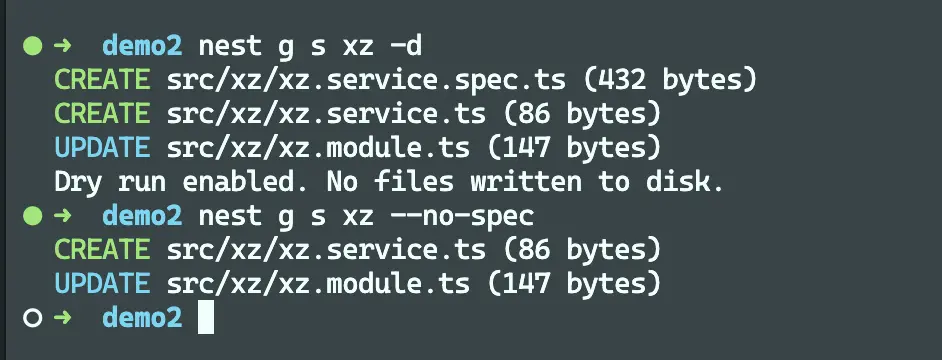 ➜ demo2 nest g s xz -d
CREATE src/xz/xz.service.spec.ts (432 bytes)
CREATE src/xz/xz.service.ts (86 bytes)
UPDATE src/xz/xz.module.ts (147 bytes)
Dry run enabled. No files written to disk.
➜ demo2 nest g s xz --no-spec
CREATE src/xz/xz.service.ts (86 bytes)
UPDATE src/xz/xz.module.ts (147 bytes)
➜ demo2